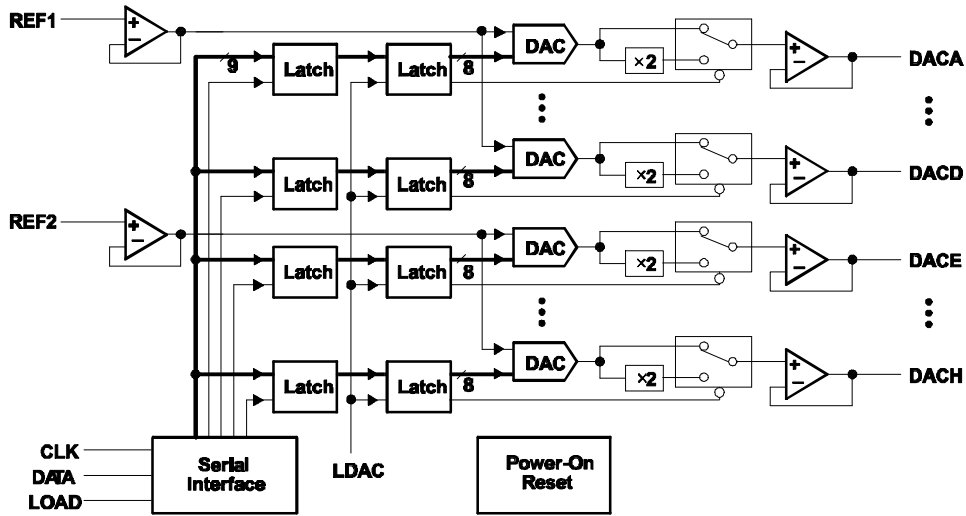 REF1
DAC
9
Latch
Latch
8
×2
DACA
DAC
8
×2
Latch
Latch
DACD
REF2
DAC
8
×2
Latch
Latch
DACE
DAC
8
×2
Latch
Latch
DACH
CLK
DATA
LOAD
Serial
Interface
LDAC
Power-On
Reset